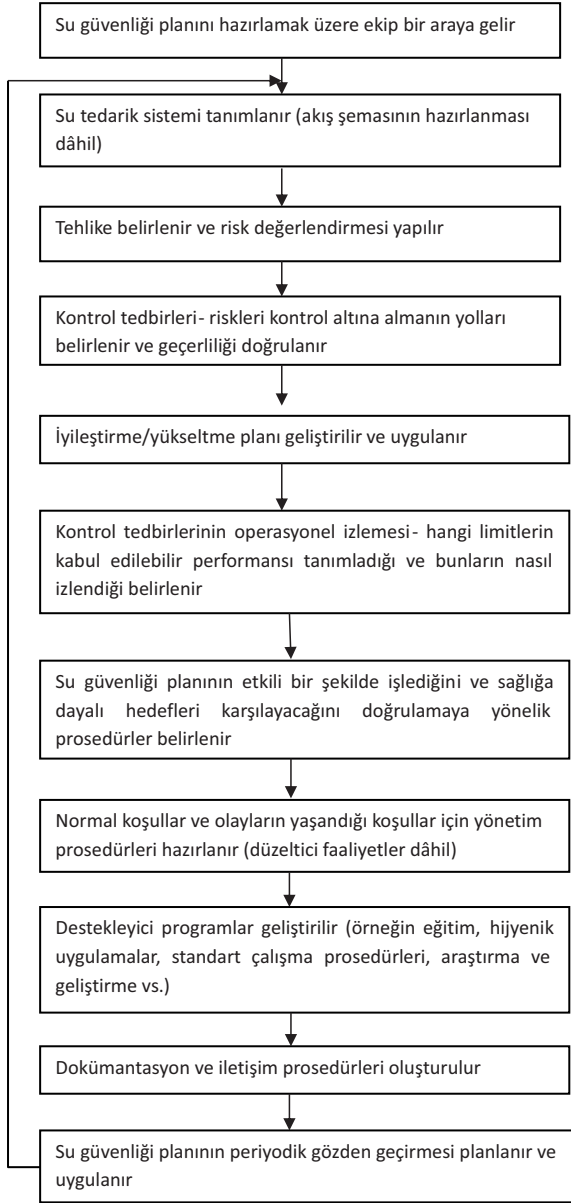 Su güvenliği planını hazırlamak üzere ekip bir araya gelir
Su tedarik sistemi tanımlanır (akış şemasının hazırlanması
dâhil)
Tehlike belirlenir ve risk değerlendirmesi yapılır
Kontrol tedbirleri- riskleri kontrol altına almanın yolları
belirlenir ve geçerliliği doğrulanır
İyileştirme/yükseltme planı geliştirilir ve uygulanır
Kontrol tedbirlerinin operasyonel izlemesi- hangi limitlerin
kabul edilebilir performansı tanımladığı ve bunların nasıl
izlendiği belirlenir
Su güvenliği planının etkili bir şekilde işlediğini ve sağlığa
dayalı hedefleri karşılayacağını doğrulamaya yönelik
prosedürler belirlenir
Normal koşullar ve olayların yaşandığı koşullar için yönetim
prosedürleri hazırlanır (düzeltici faaliyetler dâhil)
Destekleyici programlar geliştirilir (örneğin eğitim, hijyenik
uygulamalar, standart çalışma prosedürleri, araştırma ve
geliştirme vs.)
Dokümantasyon ve iletişim prosedürleri oluşturulur
Su güvenliği planının periyodik gözden geçirmesi planlanır ve
uygulanır